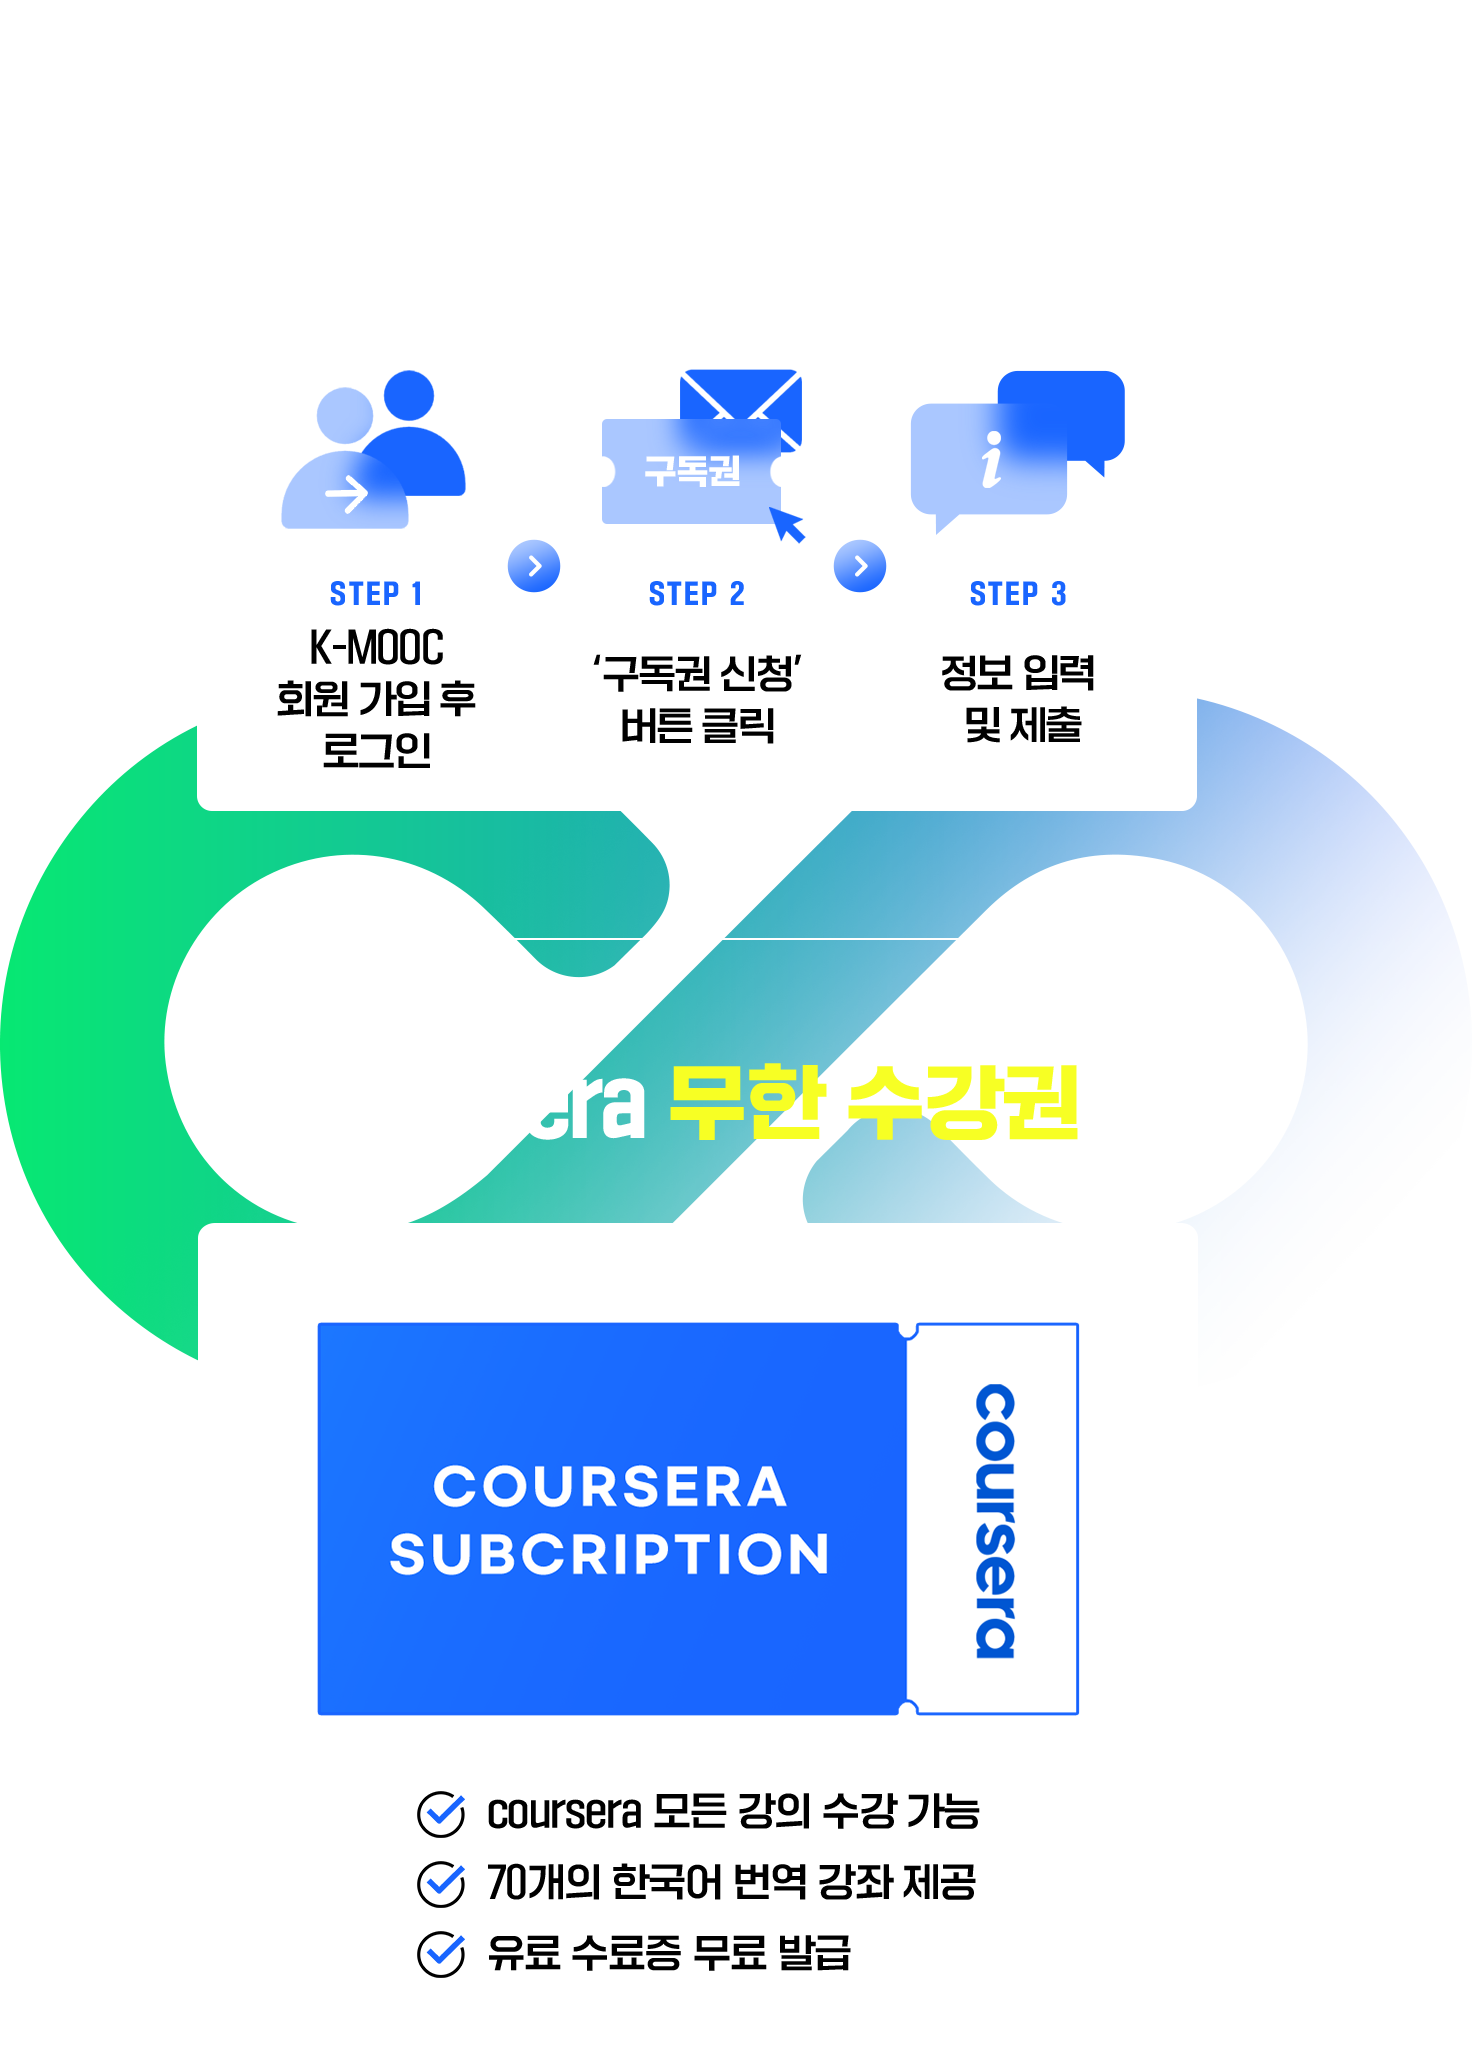 구독권
STEP 1
K-MOOC
회원 가입 후
로그인
STEP 2
‘구독권 신청’
버튼 클릭
STEP 3
정보 입력
및 제출
era 무한 수강권
COURSERA
SUBCRIPTION
coursera
coursera 모든 강의 수강 가능
70개의 한국어 번역 강좌 제공
유료 수료증 무료 발급